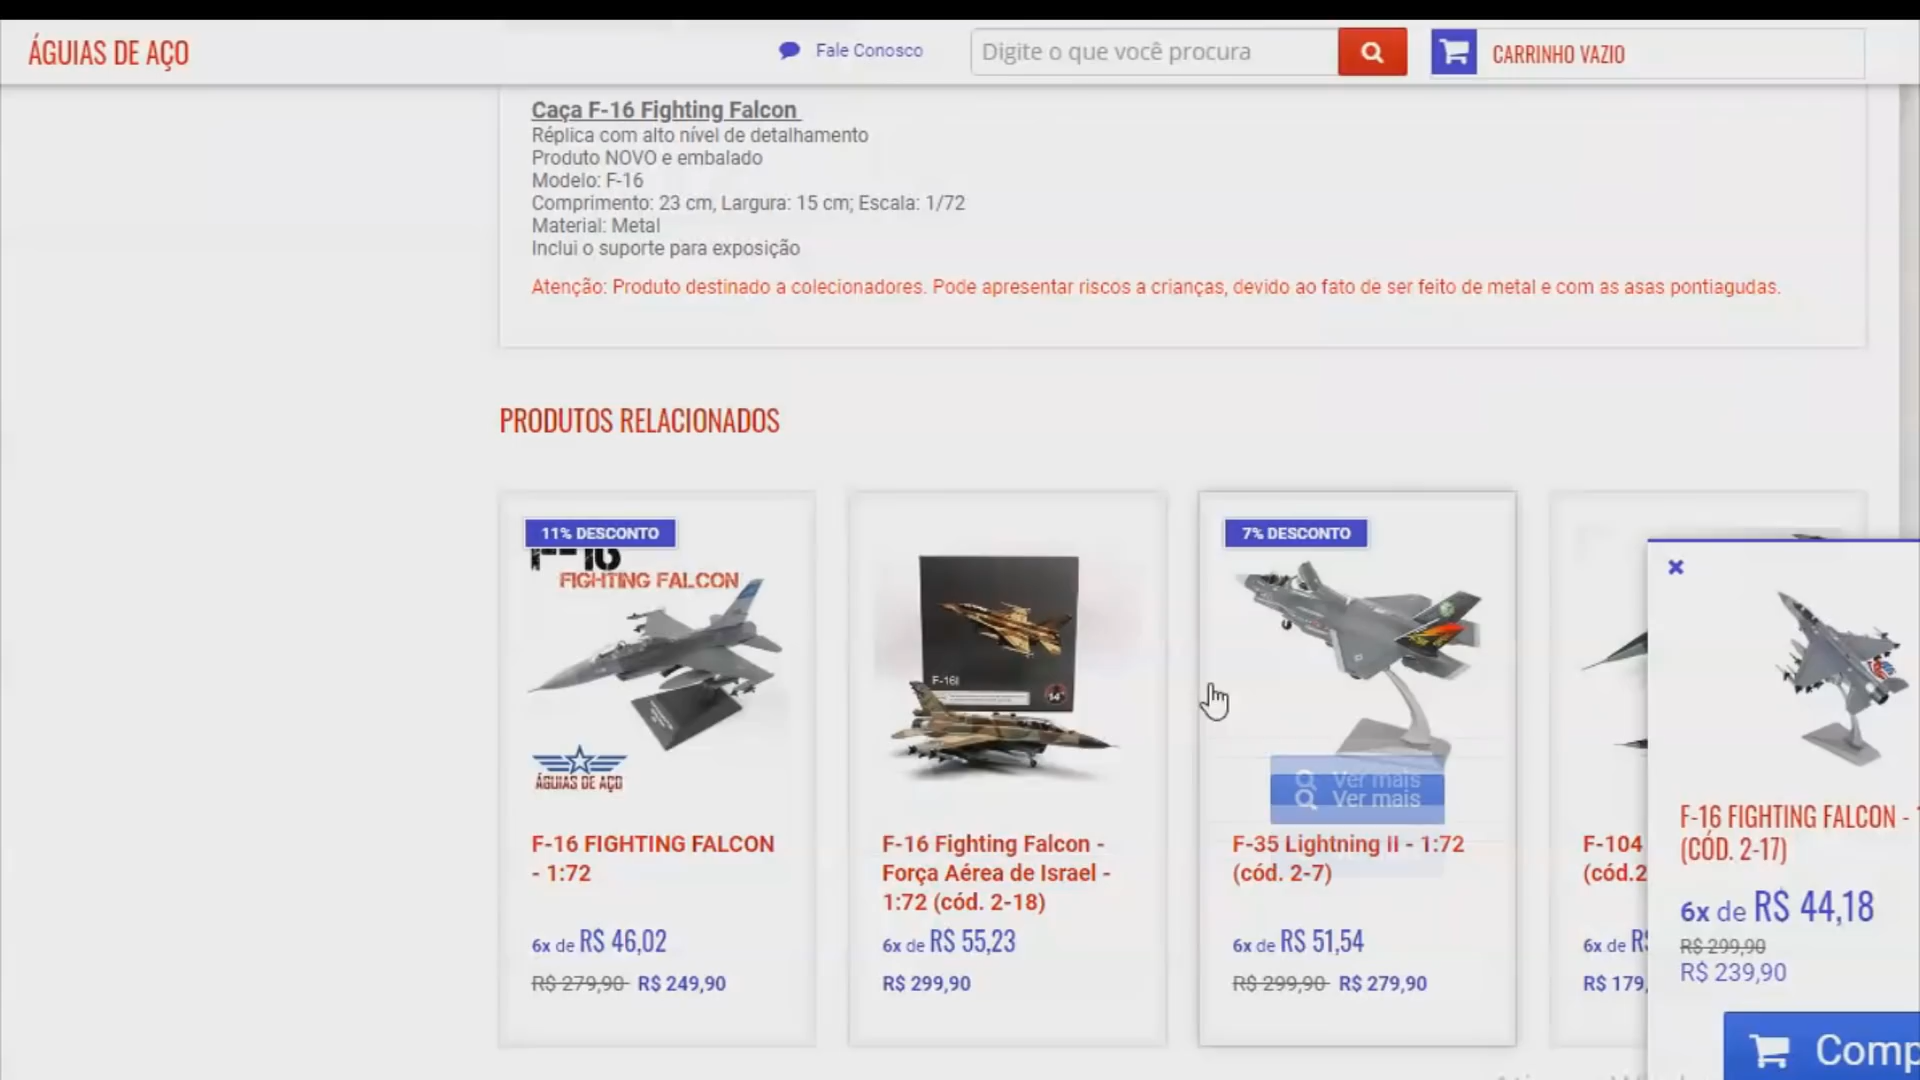 ÁGUIAS DE AÇO
Fale Conosco
Digite o que você procura
CARRINHO VAZIO
Caça F-16 Fighting Falcon
Réplica com alto nível de detalhamento
Produto NOVO e embalado
Modelo: F-16
Comprimento: 23 cm, Largura: 15 cm; Escala: 1/72
Material: Metal
Inclui o suporte para exposição
Atenção: Produto destinado a colecionadores. Pode apresentar riscos a crianças, devido ao fato de ser feito de metal e com as asas pontiagudas.
PRODUTOS RELACIONADOS
11% DESCONTO
F-16
FIGHTING FALCON
ÁGUIAS DE AÇO
F-16 FIGHTING FALCON
- 1:72
6x de R$ 46,02
R$ 279,90 R$ 249,90
F-16I
14
F-16 Fighting Falcon -
Força Aérea de Israel -
1:72 (cód. 2-18)
6x de R$ 55,23
R$ 299,90
7% DESCONTO
Ver mais
Ver mais
F-35 Lightning II - 1:72
(cód. 2-7)
6x de R$ 51,54
R$ 299,90 R$ 279,90
F-104
(cód.2
6x de R$
R$ 179,
F-16 FIGHTING FALCON - 1
(CÓD. 2-17)
6x de R$ 44,18
R$ 299,90
R$ 239,90
Comp